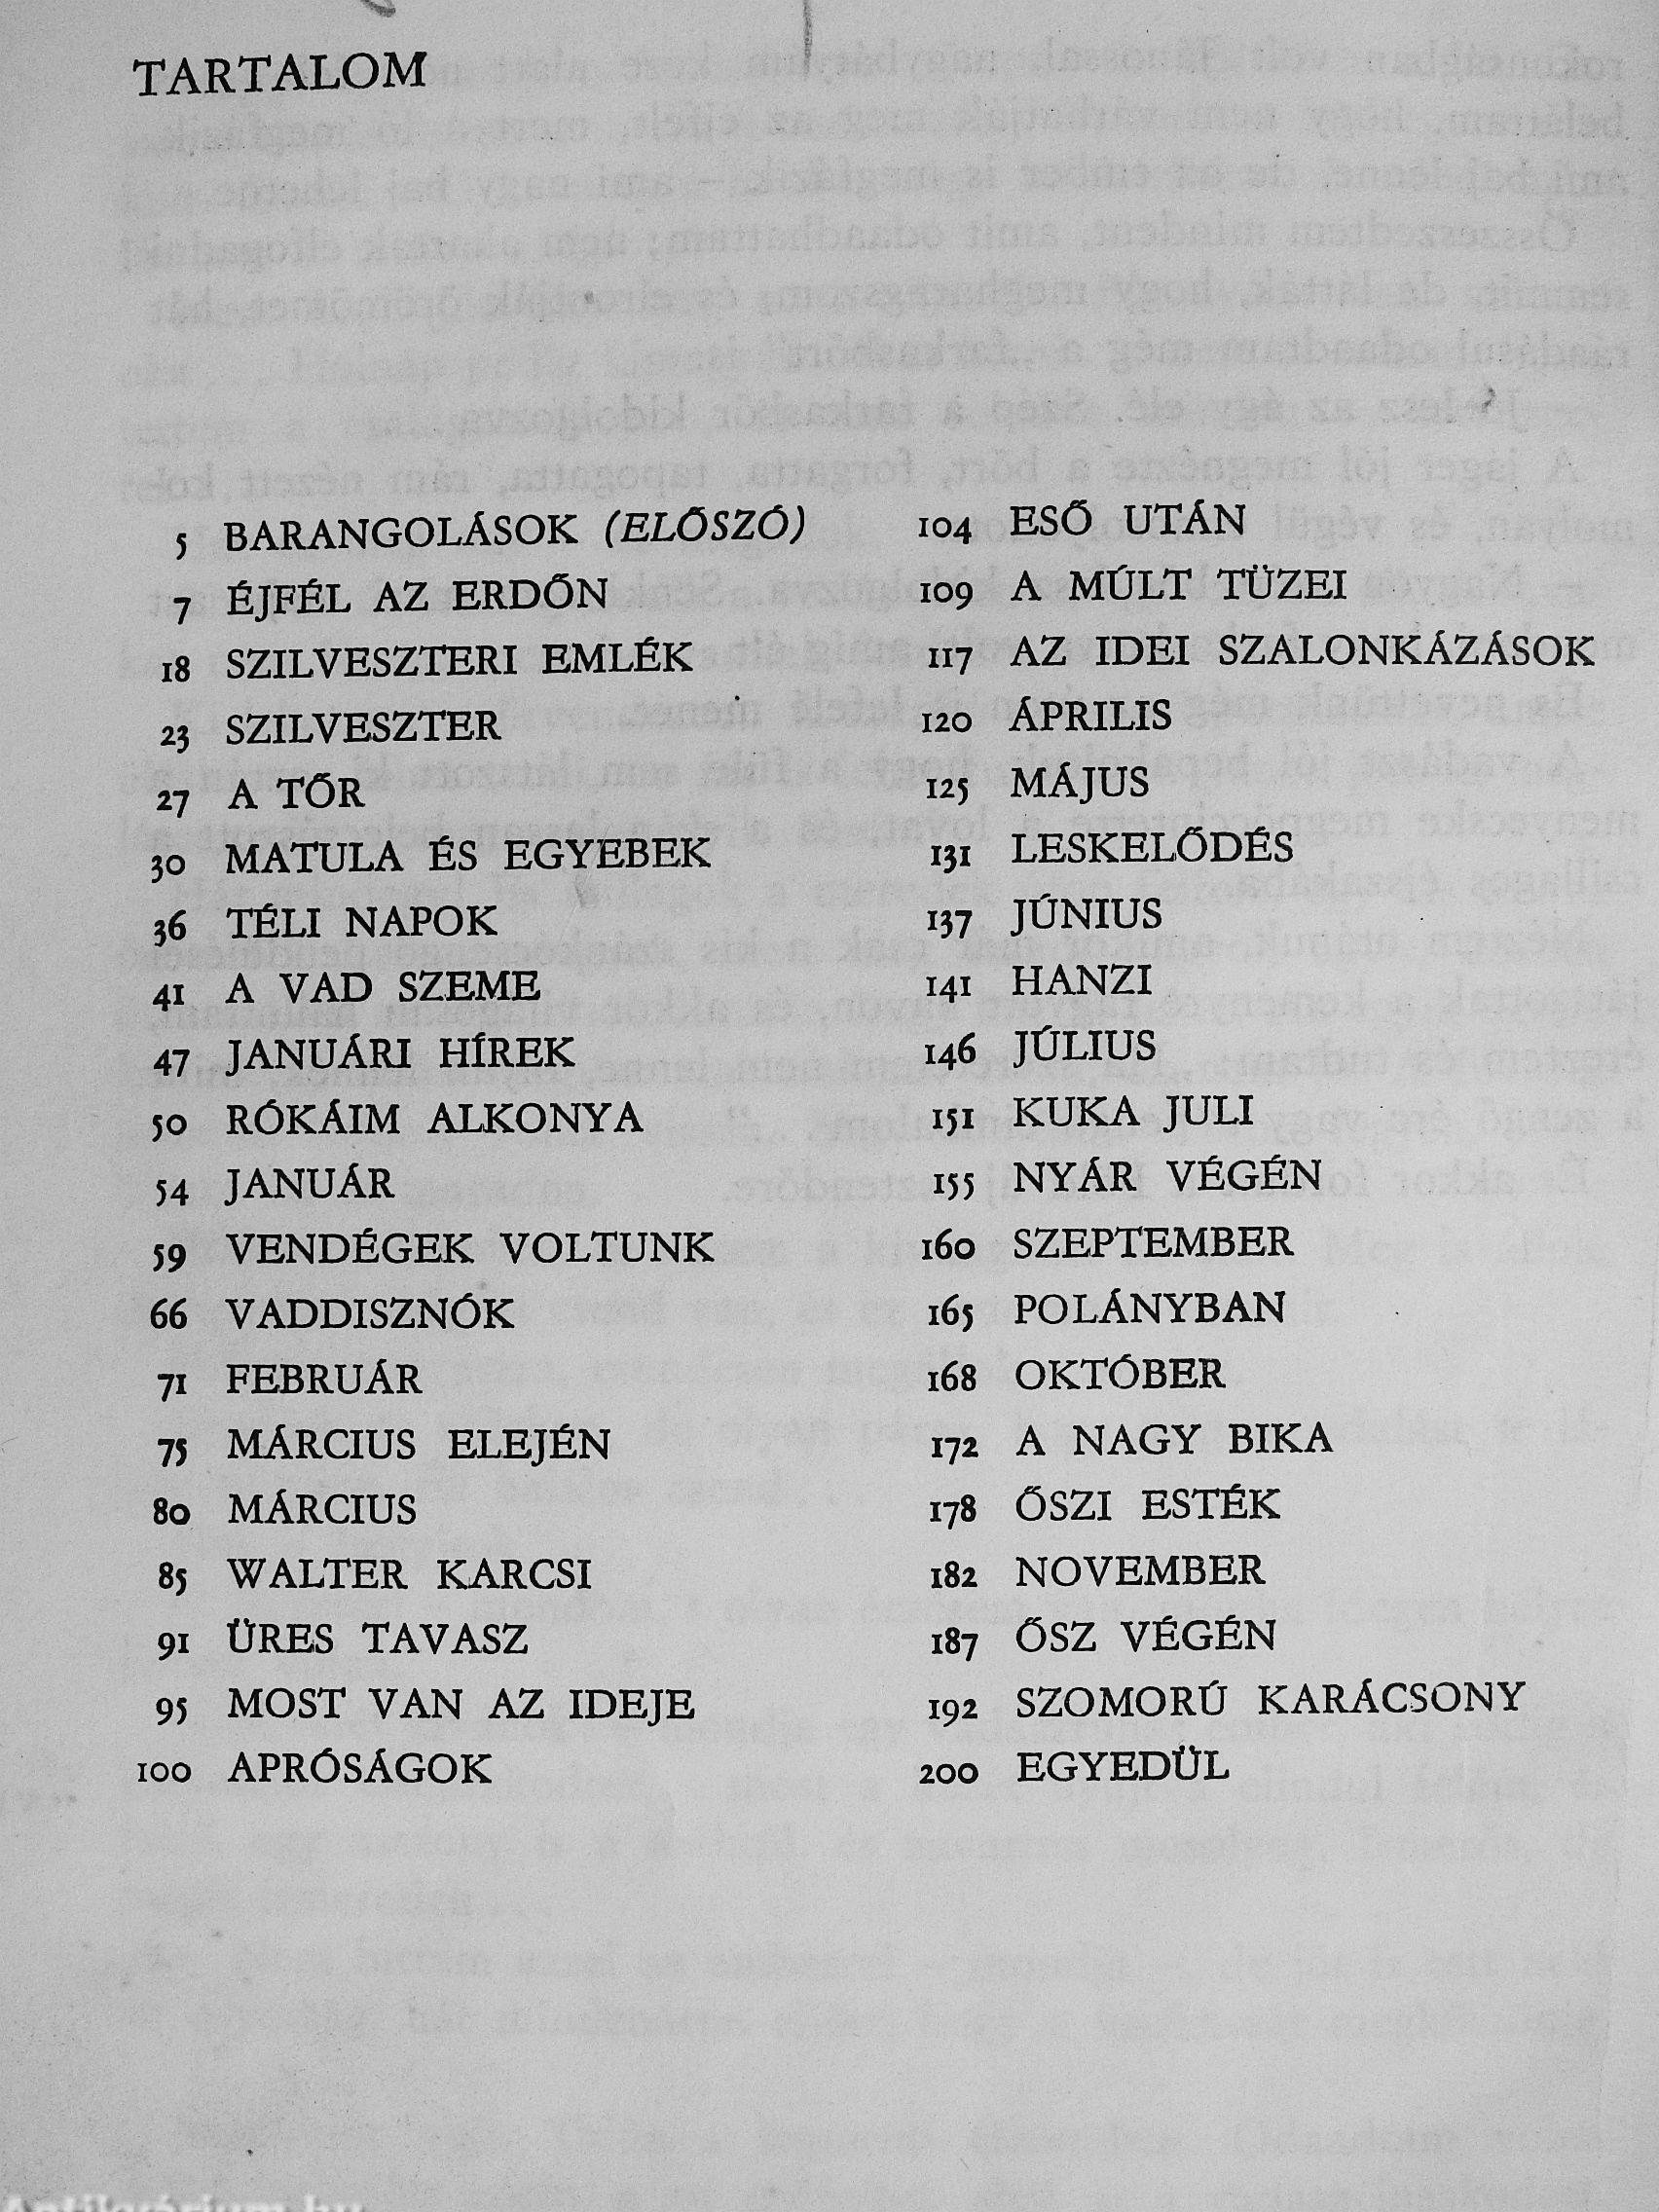 TARTALOM
5 BARANGOLÁSOK (ELŐSZÓ)
7 ÉJFÉL AZ ERDŐN
18 SZILVESZTERI EMLÉK
23 SZILVESZTER
27 A TŐR
30 MATULA ÉS EGYEBEK
36 TÉLI NAPOK
41 A VAD SZEME
47 JANUÁRI HÍREK
50 RÓKÁIM ALKONYA
54 JANUÁR
59 VENDÉGEK VOLTUNK
66 VADDISZNÓK
71 FEBRUÁR
75 MÁRCIUS ELEJÉN
80 MÁRCIUS
85 WALTER KARCSI
91 ÜRES TAVASZ
95 MOST VAN AZ IDEJE
100 APRÓSÁGOK
104 ESŐ UTÁN
109 A MÚLT TÜZEI
117 AZ IDEI SZALONKÁZÁSOK
120 ÁPRILIS
125 MÁJUS
131 LESKELŐDÉS
137 JÚNIUS
141 HANZI
146 JÚLIUS
151 KUKA JULI
155 NYÁR VÉGÉN
160 SZEPTEMBER
165 POLÁNYBAN
168 OKTÓBER
172 A NAGY BIKA
178 ŐSZI ESTÉK
182 NOVEMBER
187 ŐSZ VÉGÉN
192 SZOMORÚ KARÁCSONY
200 EGYEDÜL